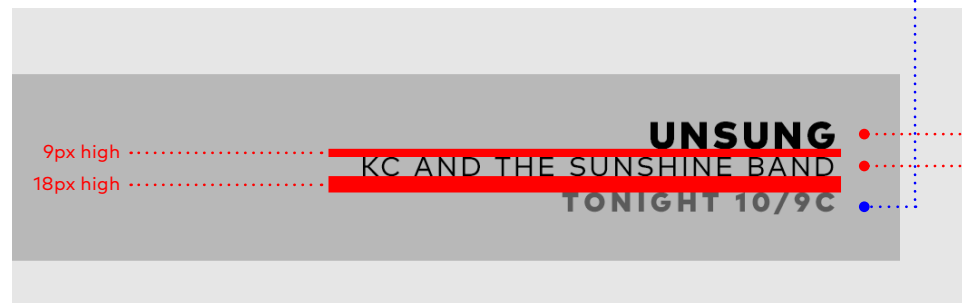 UNSUNG
9px high
KC AND THE SUNSHINE BAND
18px high
TONIGHT 10/9C